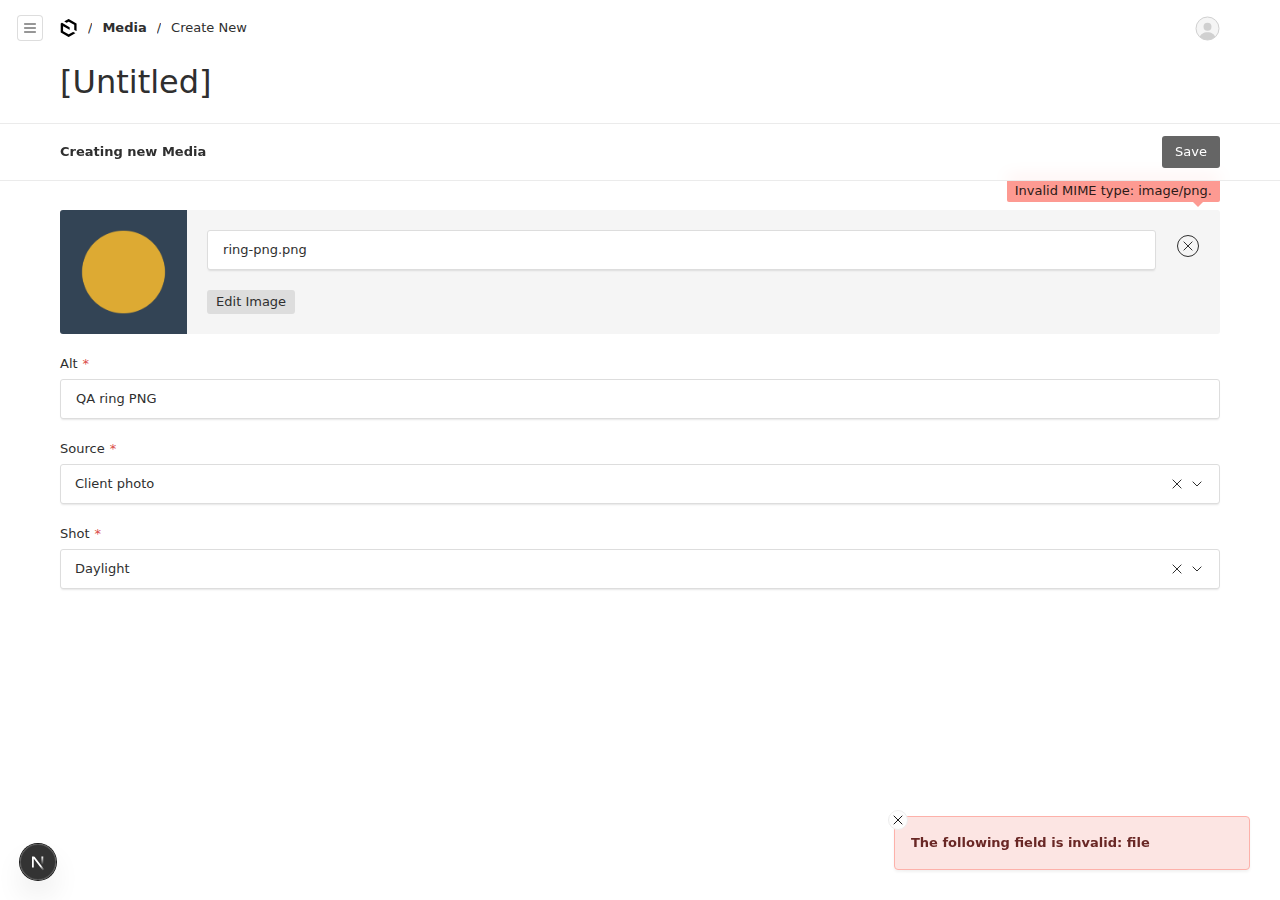 / Media / Create New
[Untitled]
Creating new Media
Save
Invalid MIME type: image/png.
ring-png.png
Edit Image
Alt *
QA ring PNG
Source *
Client photo
Shot *
Daylight
The following field is invalid: file
N